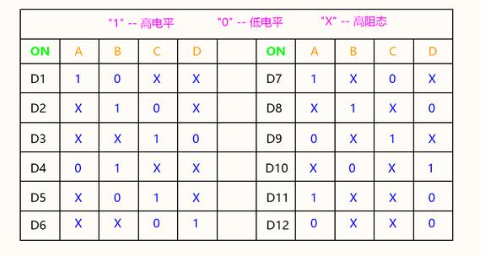 "1" -- 高电平 "0" -- 低电平 "X" -- 高阻态
ON A B C D ON A B C D
D1 1 0 X X D7 1 X 0 X
D2 X 1 0 X D8 X 1 X 0
D3 X X 1 0 D9 0 X 1 X
D4 0 1 X X D10 X 0 X 1
D5 X 0 1 X D11 1 X X 0
D6 X X 0 1 D12 0 X X 0